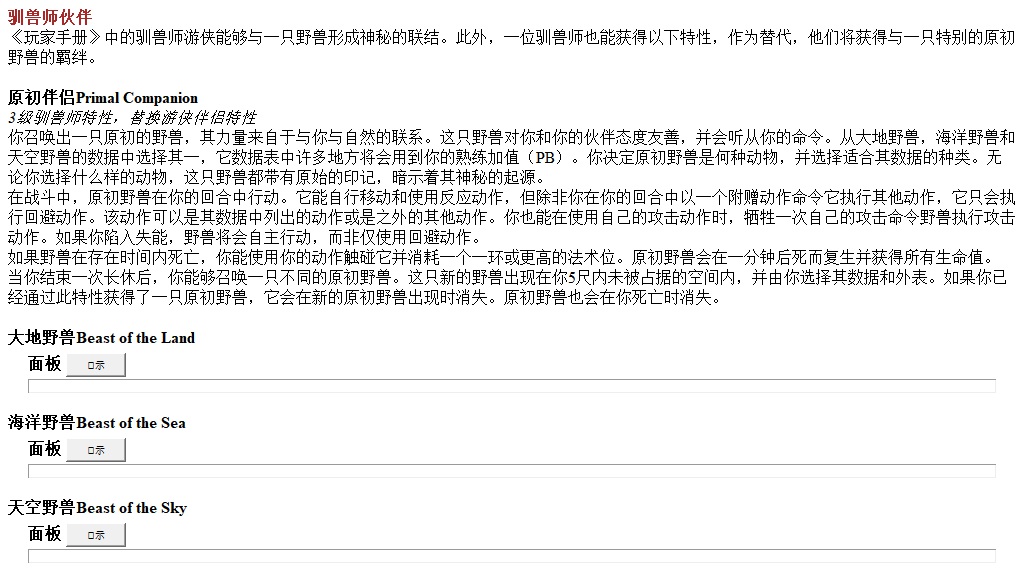 驯兽师伙伴
《玩家手册》中的驯兽师游侠能够与一只野兽形成神秘的联结。此外，一位驯兽师也能获得以下特性，作为替代，他们将获得与一只特别的原初
野兽的羁绊。
原初伴侣Primal Companion
3级驯兽师特性，替换游侠伴侣特性
你召唤出一只原初的野兽，其力量来自于与你与自然的联系。这只野兽对你和你的伙伴态度友善，并会听从你的命令。从大地野兽，海洋野兽和
天空野兽的数据中选择其一，它数据表中许多地方将会用到你的熟练加值（PB）。你决定原初野兽是何种动物，并选择适合其数据的种类。无
论你选择什么样的动物，这只野兽都带有原始的印记，暗示着其神秘的起源。
在战斗中，原初野兽在你的回合中行动。它能自行移动和使用反应动作，但除非你在你的回合中以一个附赠动作命令它执行其他动作，它只会执
行回避动作。该动作可以是其数据中列出的动作或是之外的其他动作。你也能在使用自己的攻击动作时，牺牲一次自己的攻击命令野兽执行攻击
动作。如果你陷入失能，野兽将会自主行动，而非仅使用回避动作。
如果野兽在存在时间内死亡，你能使用你的动作触碰它并消耗一个一环或更高的法术位。原初野兽会在一分钟后死而复生并获得所有生命值。
当你结束一次长休后，你能够召唤一只不同的原初野兽。这只新的野兽出现在你5尺内未被占据的空间内，并由你选择其数据和外表。如果你已
经通过此特性获得了一只原初野兽，它会在新的原初野兽出现时消失。原初野兽也会在你死亡时消失。
大地野兽Beast of the Land
面板 □示
海洋野兽Beast of the Sea
面板 □示
天空野兽Beast of the Sky
面板 □示